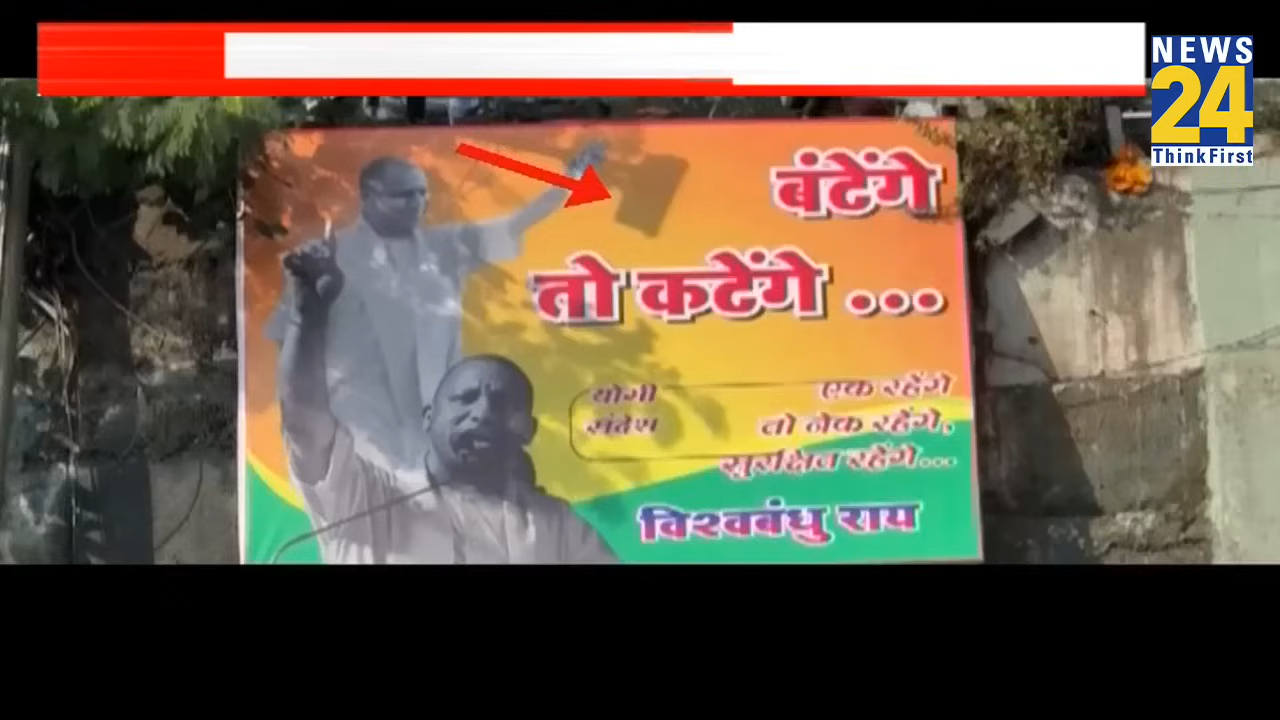 NEWS
24
ThinkFirst
बंटेंगे
तो कटेंगे ...
योगी
संदेश
एक रहेंगे
तो नेक रहेंगे,
सुरक्षित रहेंगे...
विश्वबंधु राय